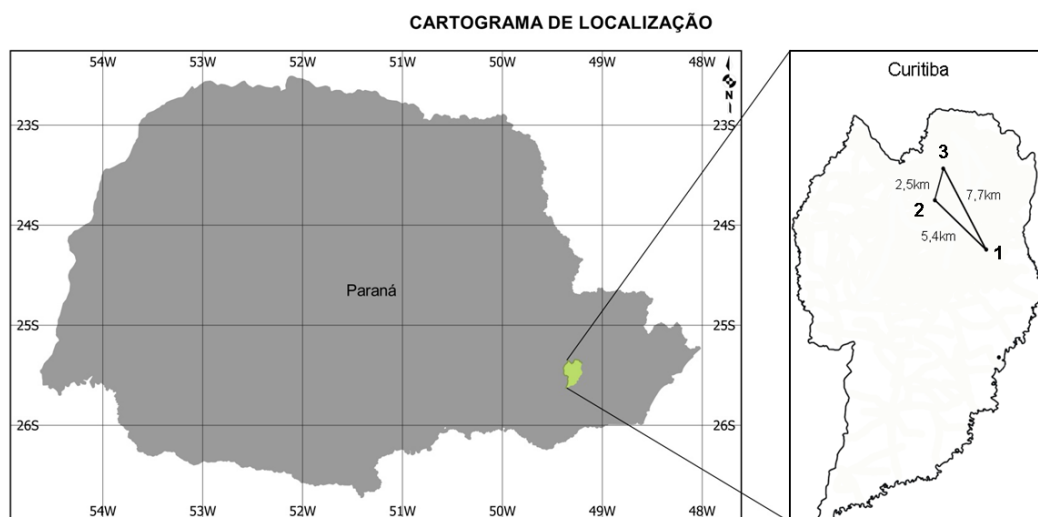 CARTOGRAMA DE LOCALIZAÇÃO
54W 53W 52W 51W 50W 49W 48W
N
23S 23S
24S 24S
Paraná
25S 25S
26S 26S
54W 53W 52W 51W 50W 49W 48W
Curitiba
3
2,5km 7,7km
2
5,4km
1